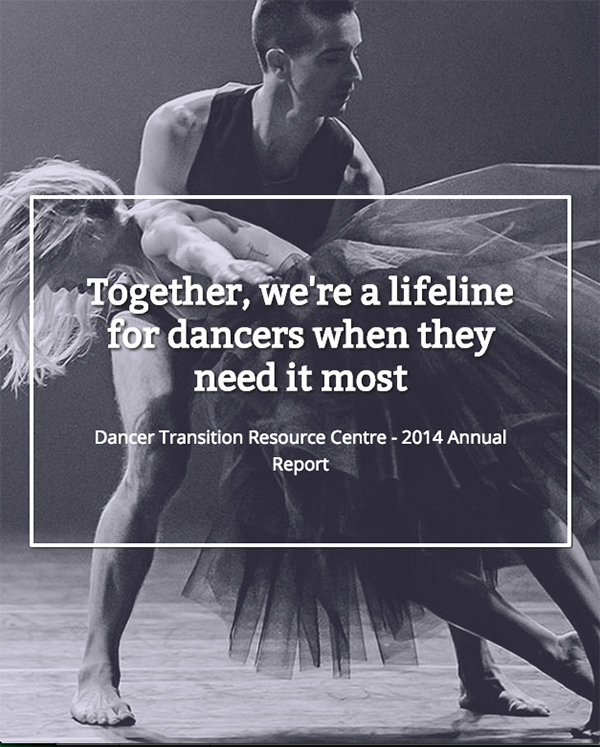 Together, we're a lifeline
for dancers when they
need it most
Dancer Transition Resource Centre - 2014 Annual
Report